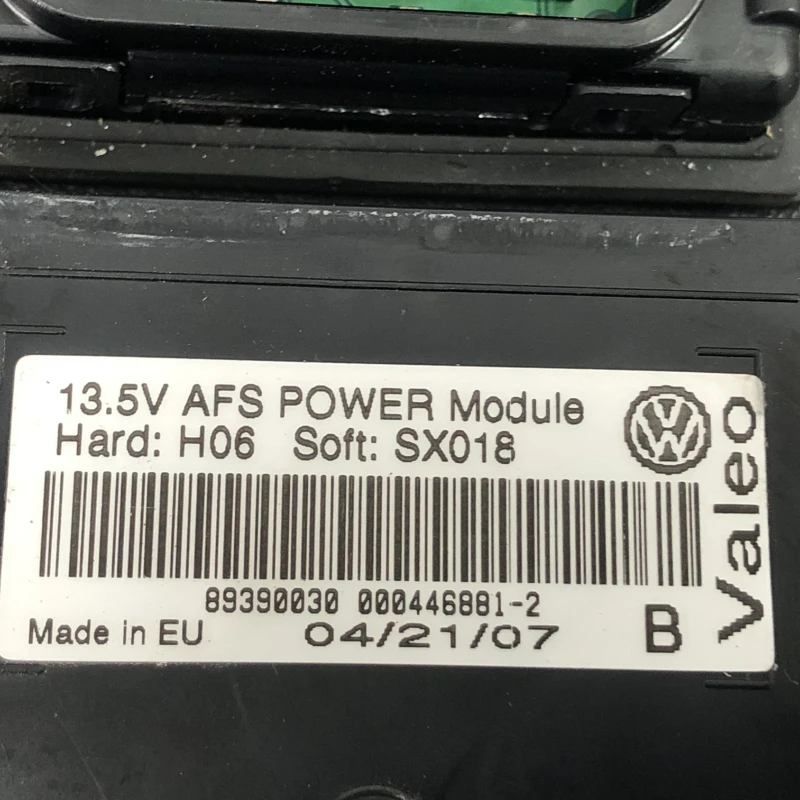 13.5V AFS POWER Module
Hard: H06 Soft: SX018
89390030 000446881-2
Made in EU 04/21/07 B
Valeo